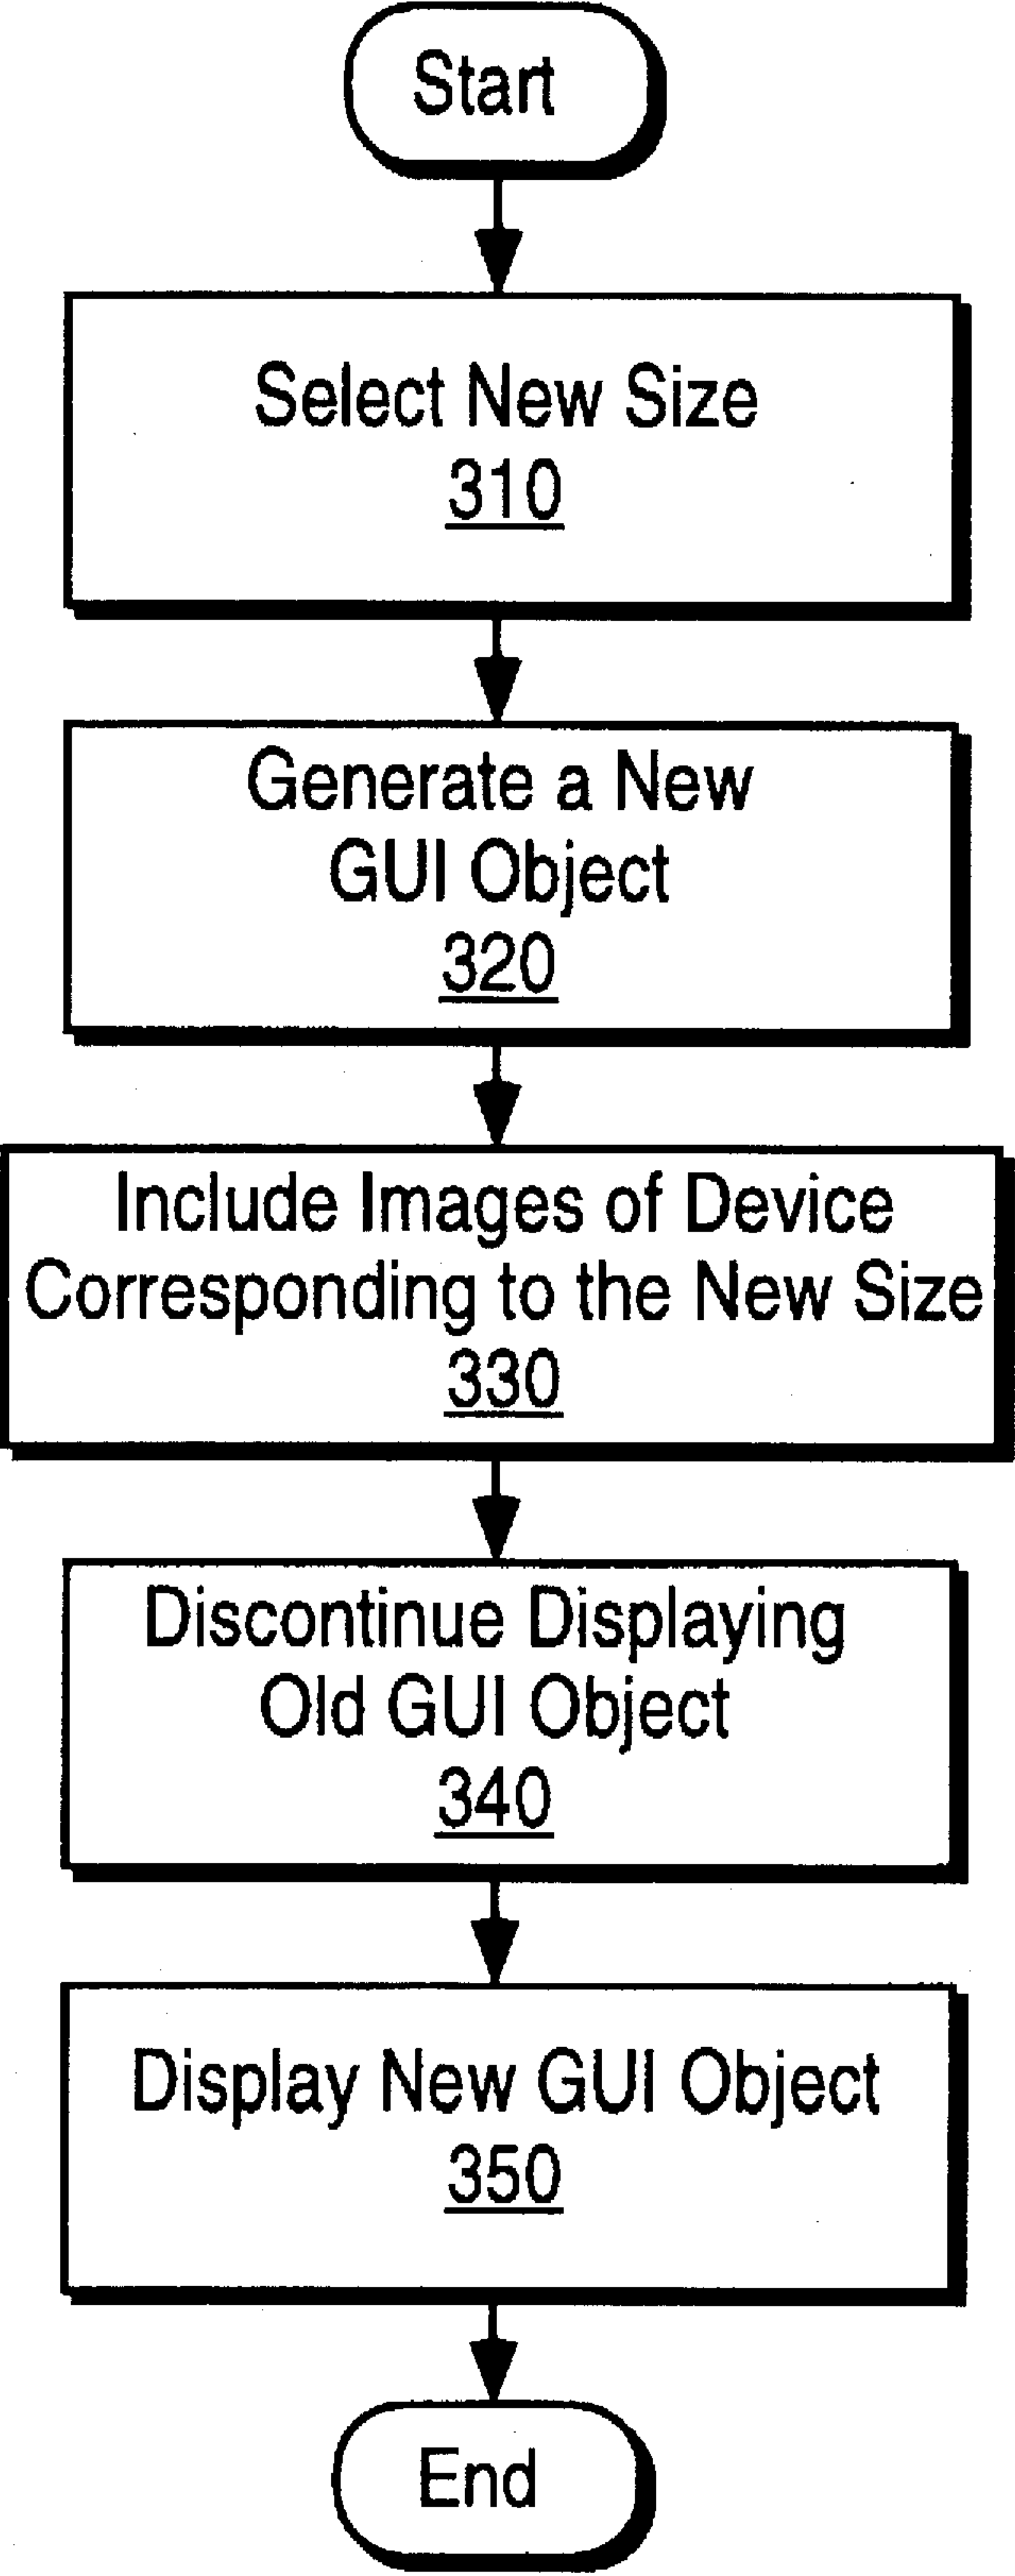 Start
Select New Size
310
Generate a New
GUI Object
320
Include Images of Device
Corresponding to the New Size
330
Discontinue Displaying
Old GUI Object
340
Display New GUI Object
350
End